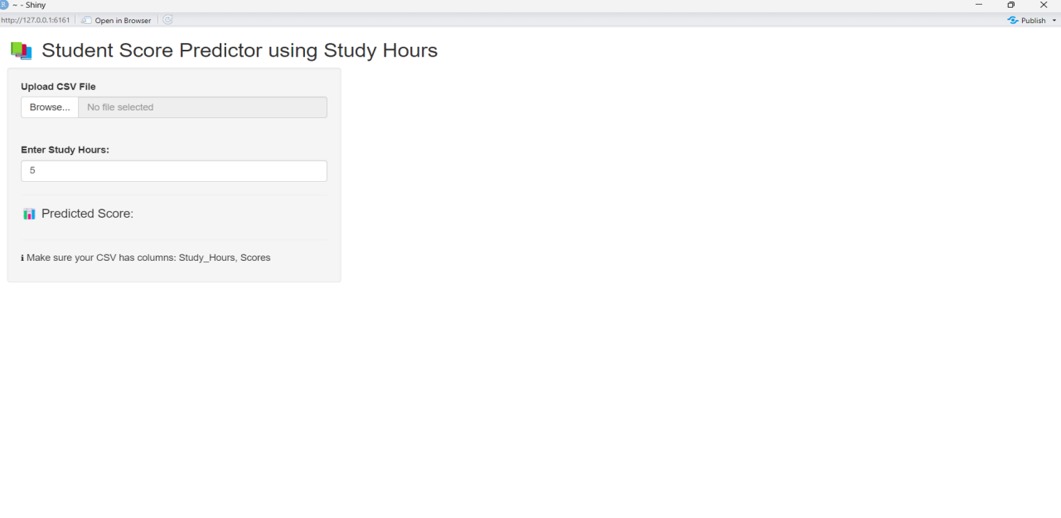 ~ - Shiny
http://127.0.0.1:6161 Open in Browser Publish
Student Score Predictor using Study Hours
Upload CSV File
Browse... No file selected
Enter Study Hours:
5
Predicted Score:
Make sure your CSV has columns: Study_Hours, Scores